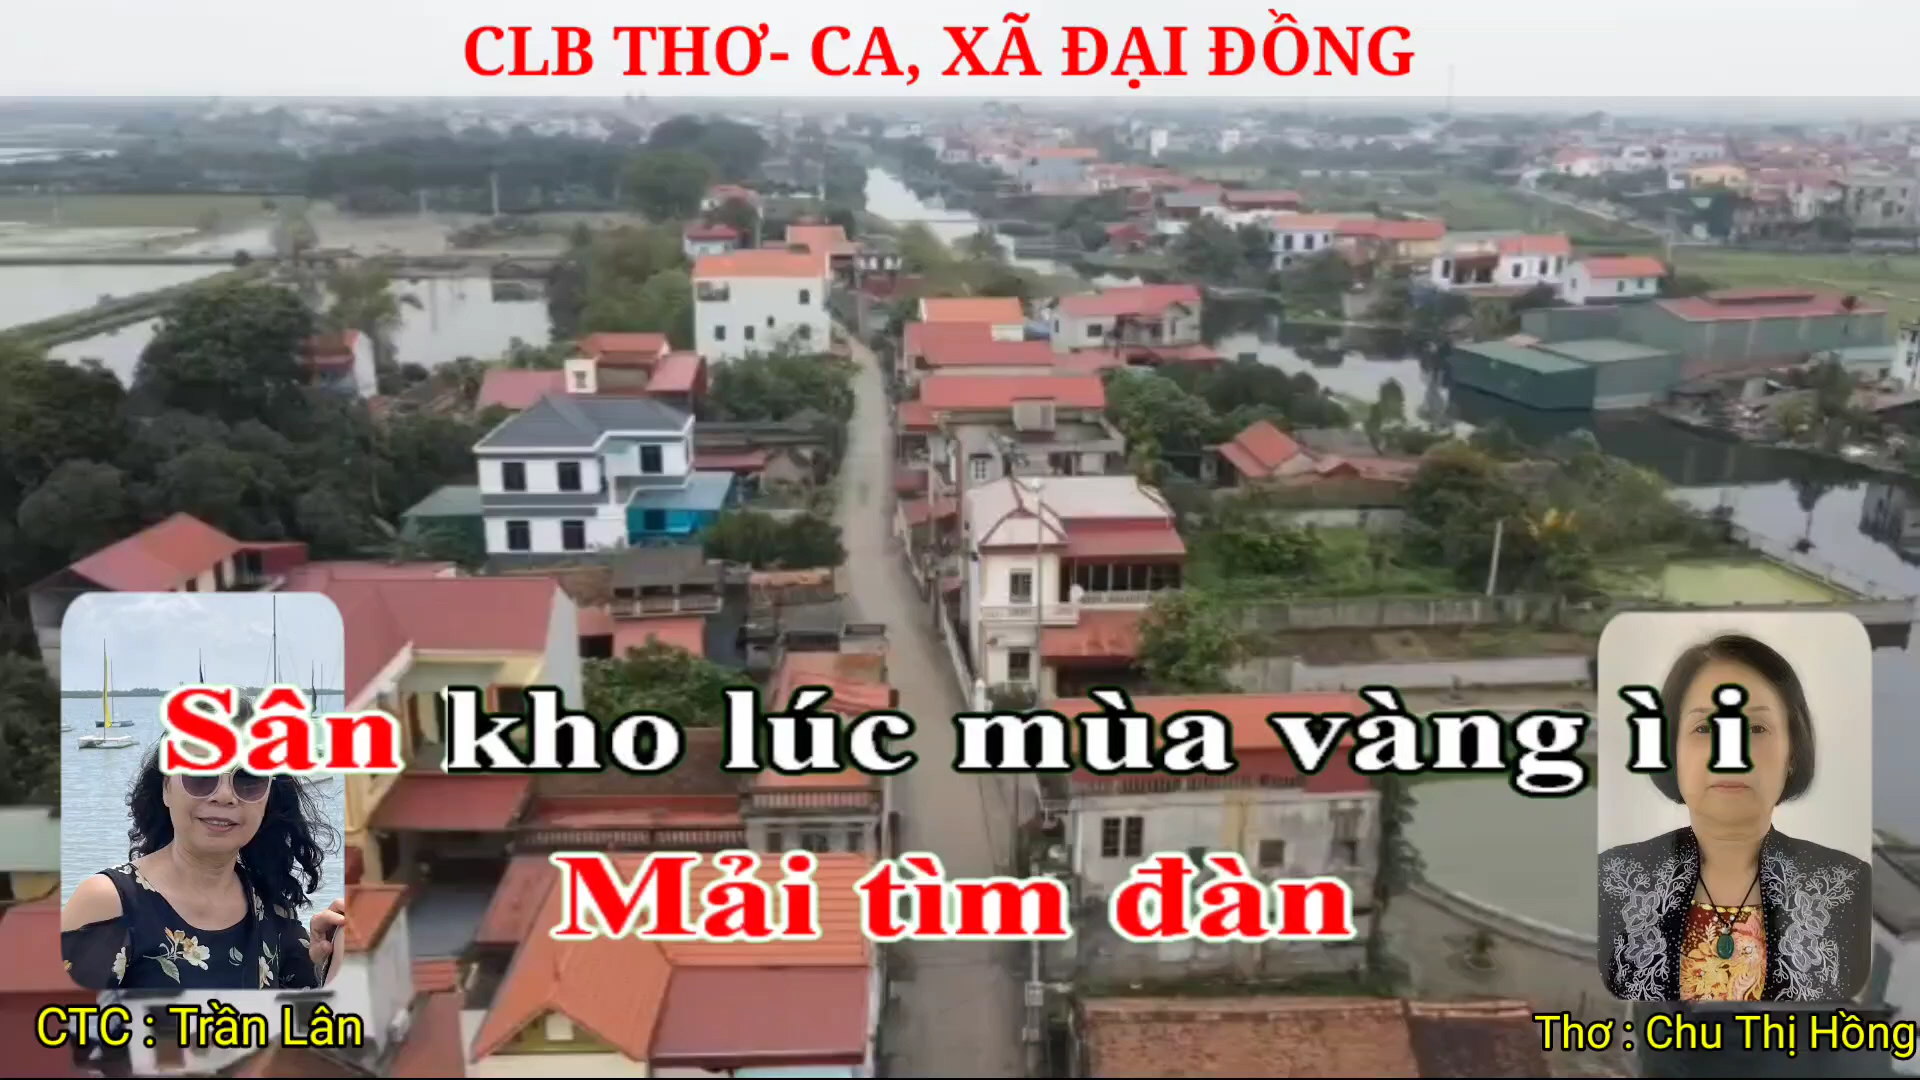 CLB THƠ- CA, XÃ ĐẠI ĐỒNG
Sân kho lúc mùa vàng ì i
Mải tìm đàn
CTC : Trần Lân
Thơ : Chu Thị Hồng